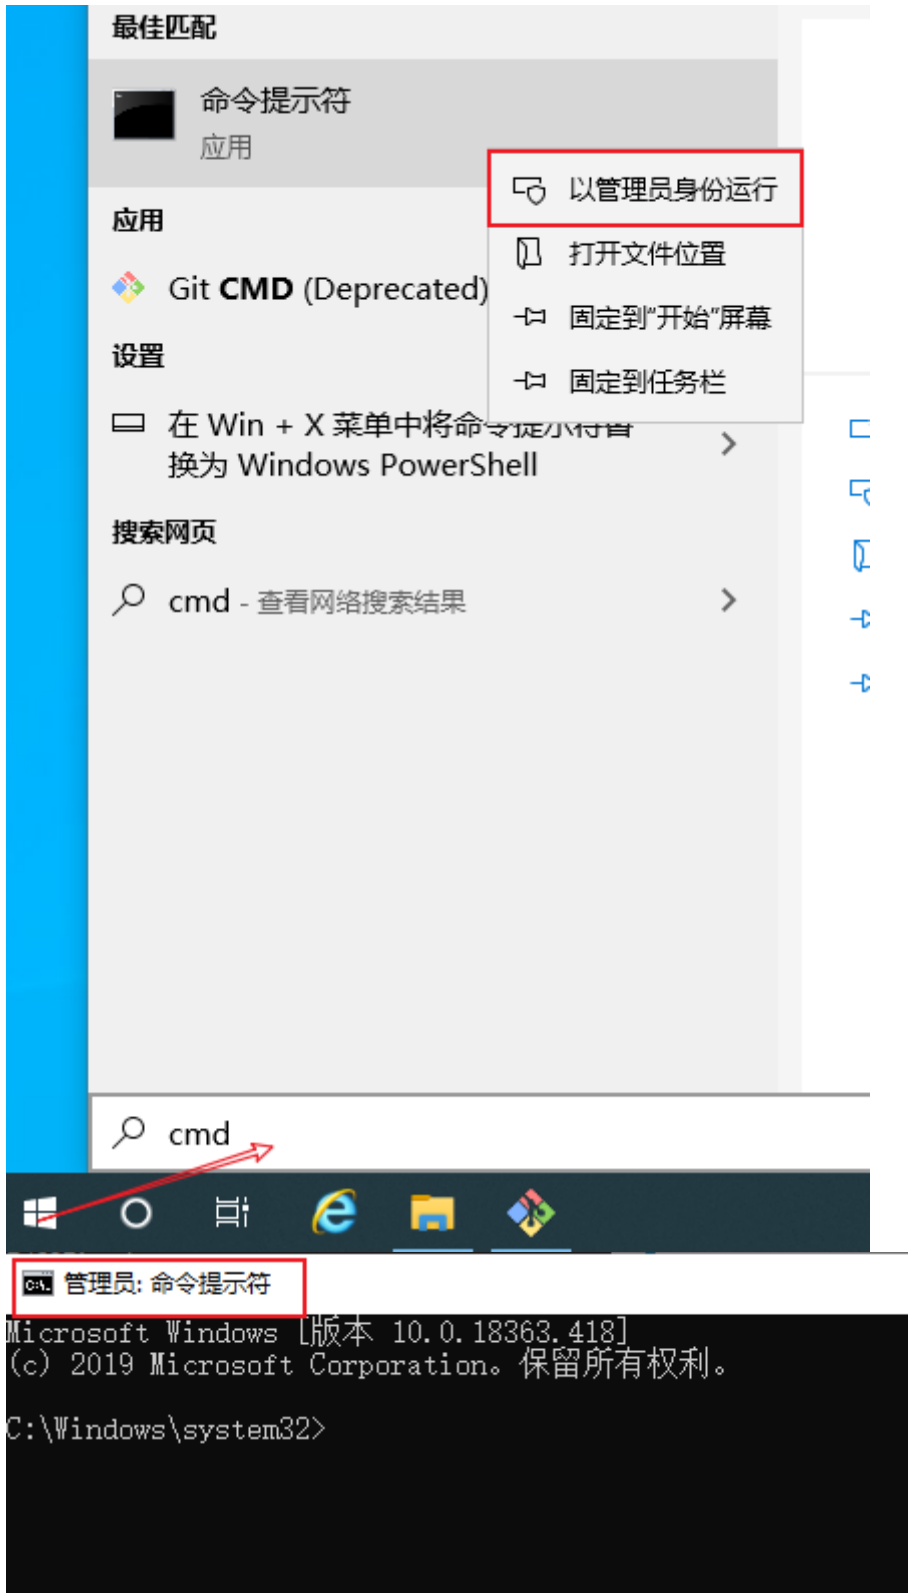 最佳匹配
命令提示符
应用
以管理员身份运行
应用
打开文件位置
Git CMD (Deprecated)
固定到"开始"屏幕
设置
固定到任务栏
在 Win + X 菜单中将命令提示符替
换为 Windows PowerShell
搜索网页
cmd - 查看网络搜索结果
cmd
管理员: 命令提示符
Microsoft Windows [版本 10.0.18363.418]
(c) 2019 Microsoft Corporation。保留所有权利。
C:\Windows\system32>